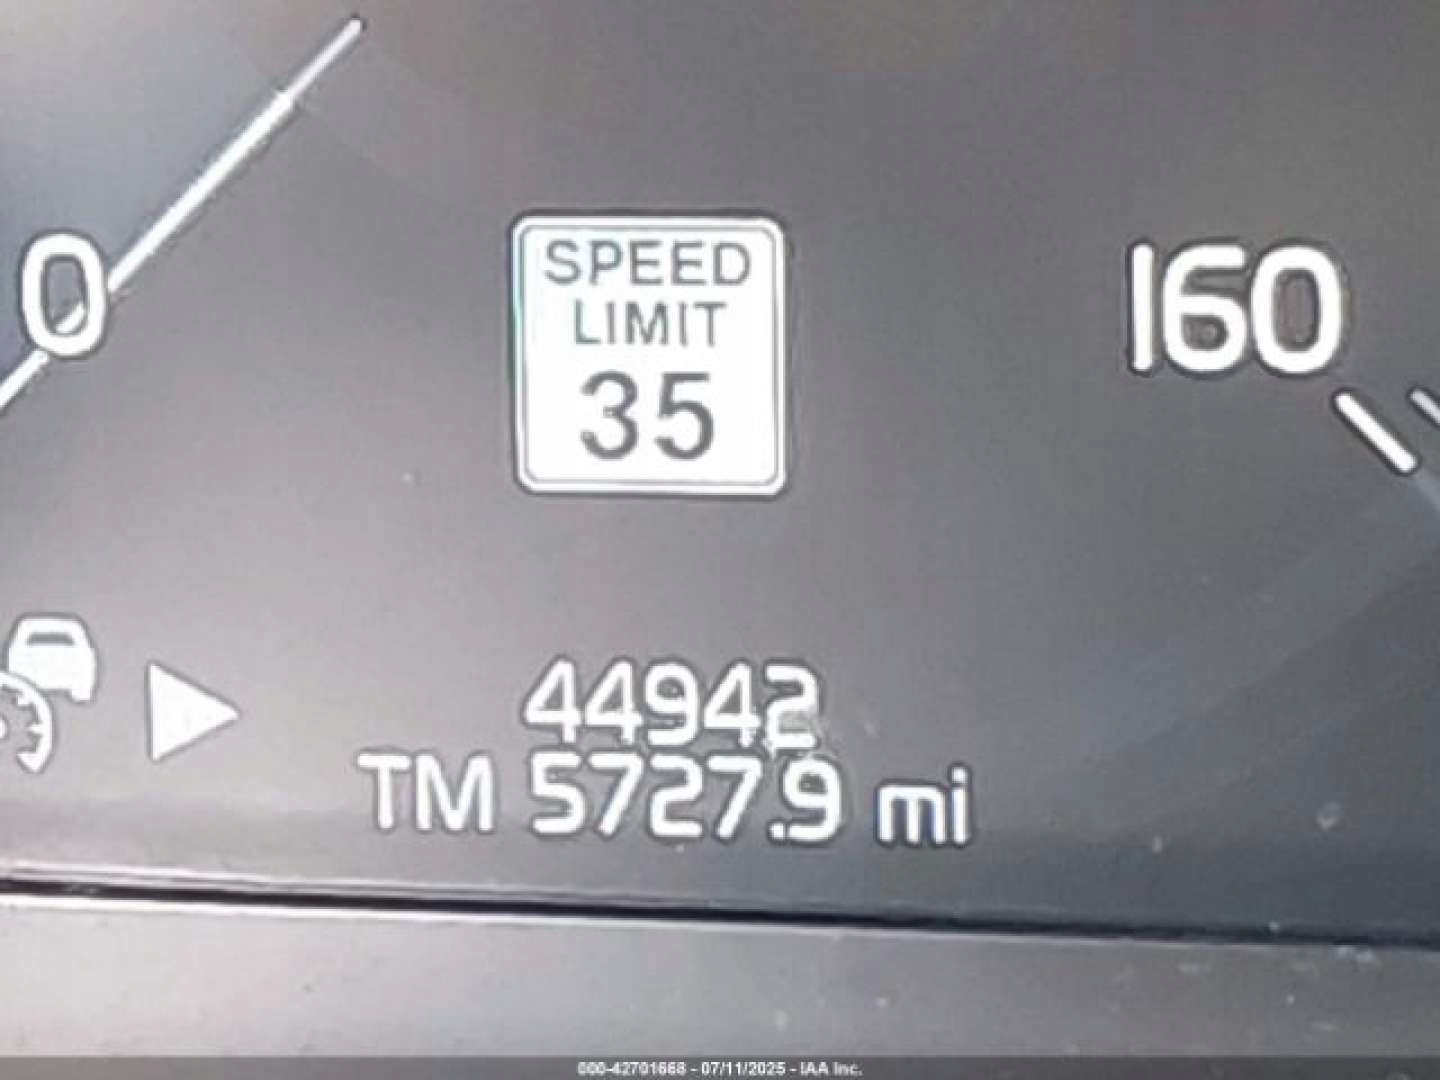 0
SPEED
LIMIT
35
160
44942
TM 5727.9 mi
000-42701668 - 07/11/2025 - IAA Inc.